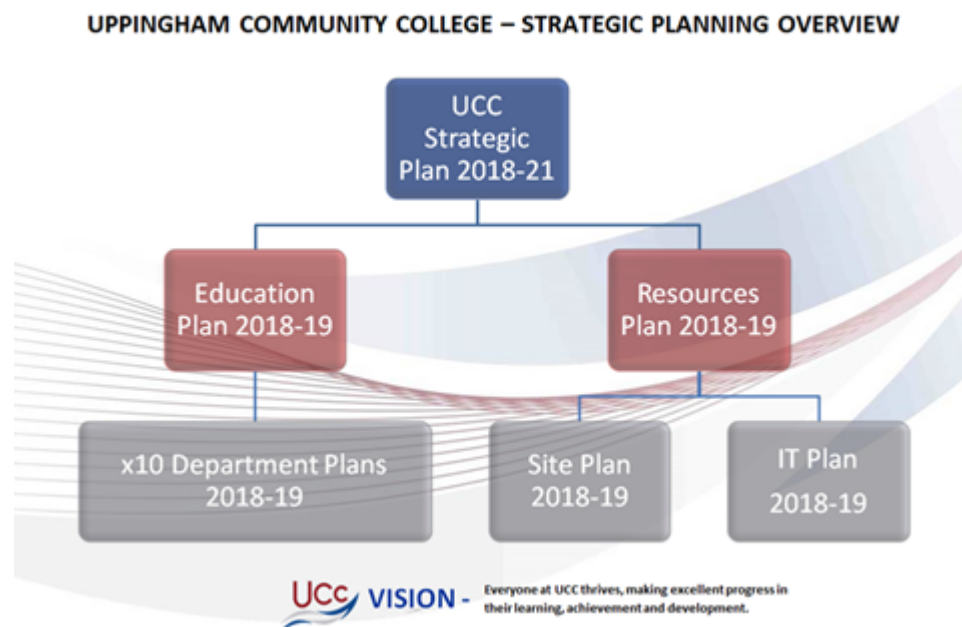 UPPINGHAM COMMUNITY COLLEGE – STRATEGIC PLANNING OVERVIEW
UCC
Strategic
Plan 2018-21
Education
Plan 2018-19
Resources
Plan 2018-19
x10 Department Plans
2018-19
Site Plan
2018-19
IT Plan
2018-19
UCC VISION - Everyone at UCC thrives, making excellent progress in
their learning, achievement and development.